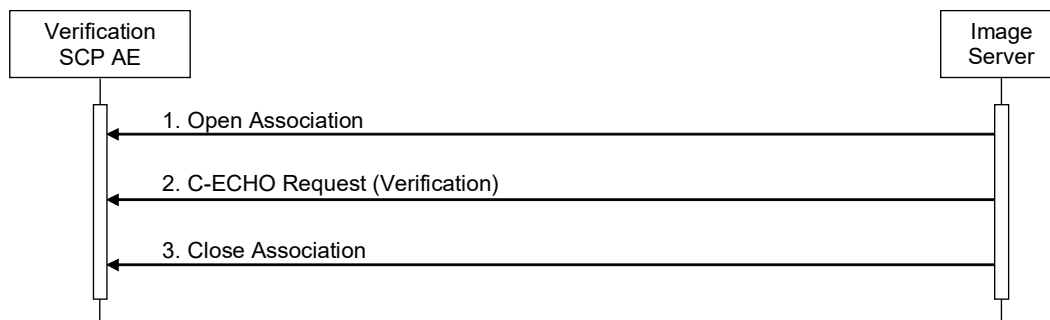 Verification
SCP AE
Image
Server
1. Open Association
2. C-ECHO Request (Verification)
3. Close Association